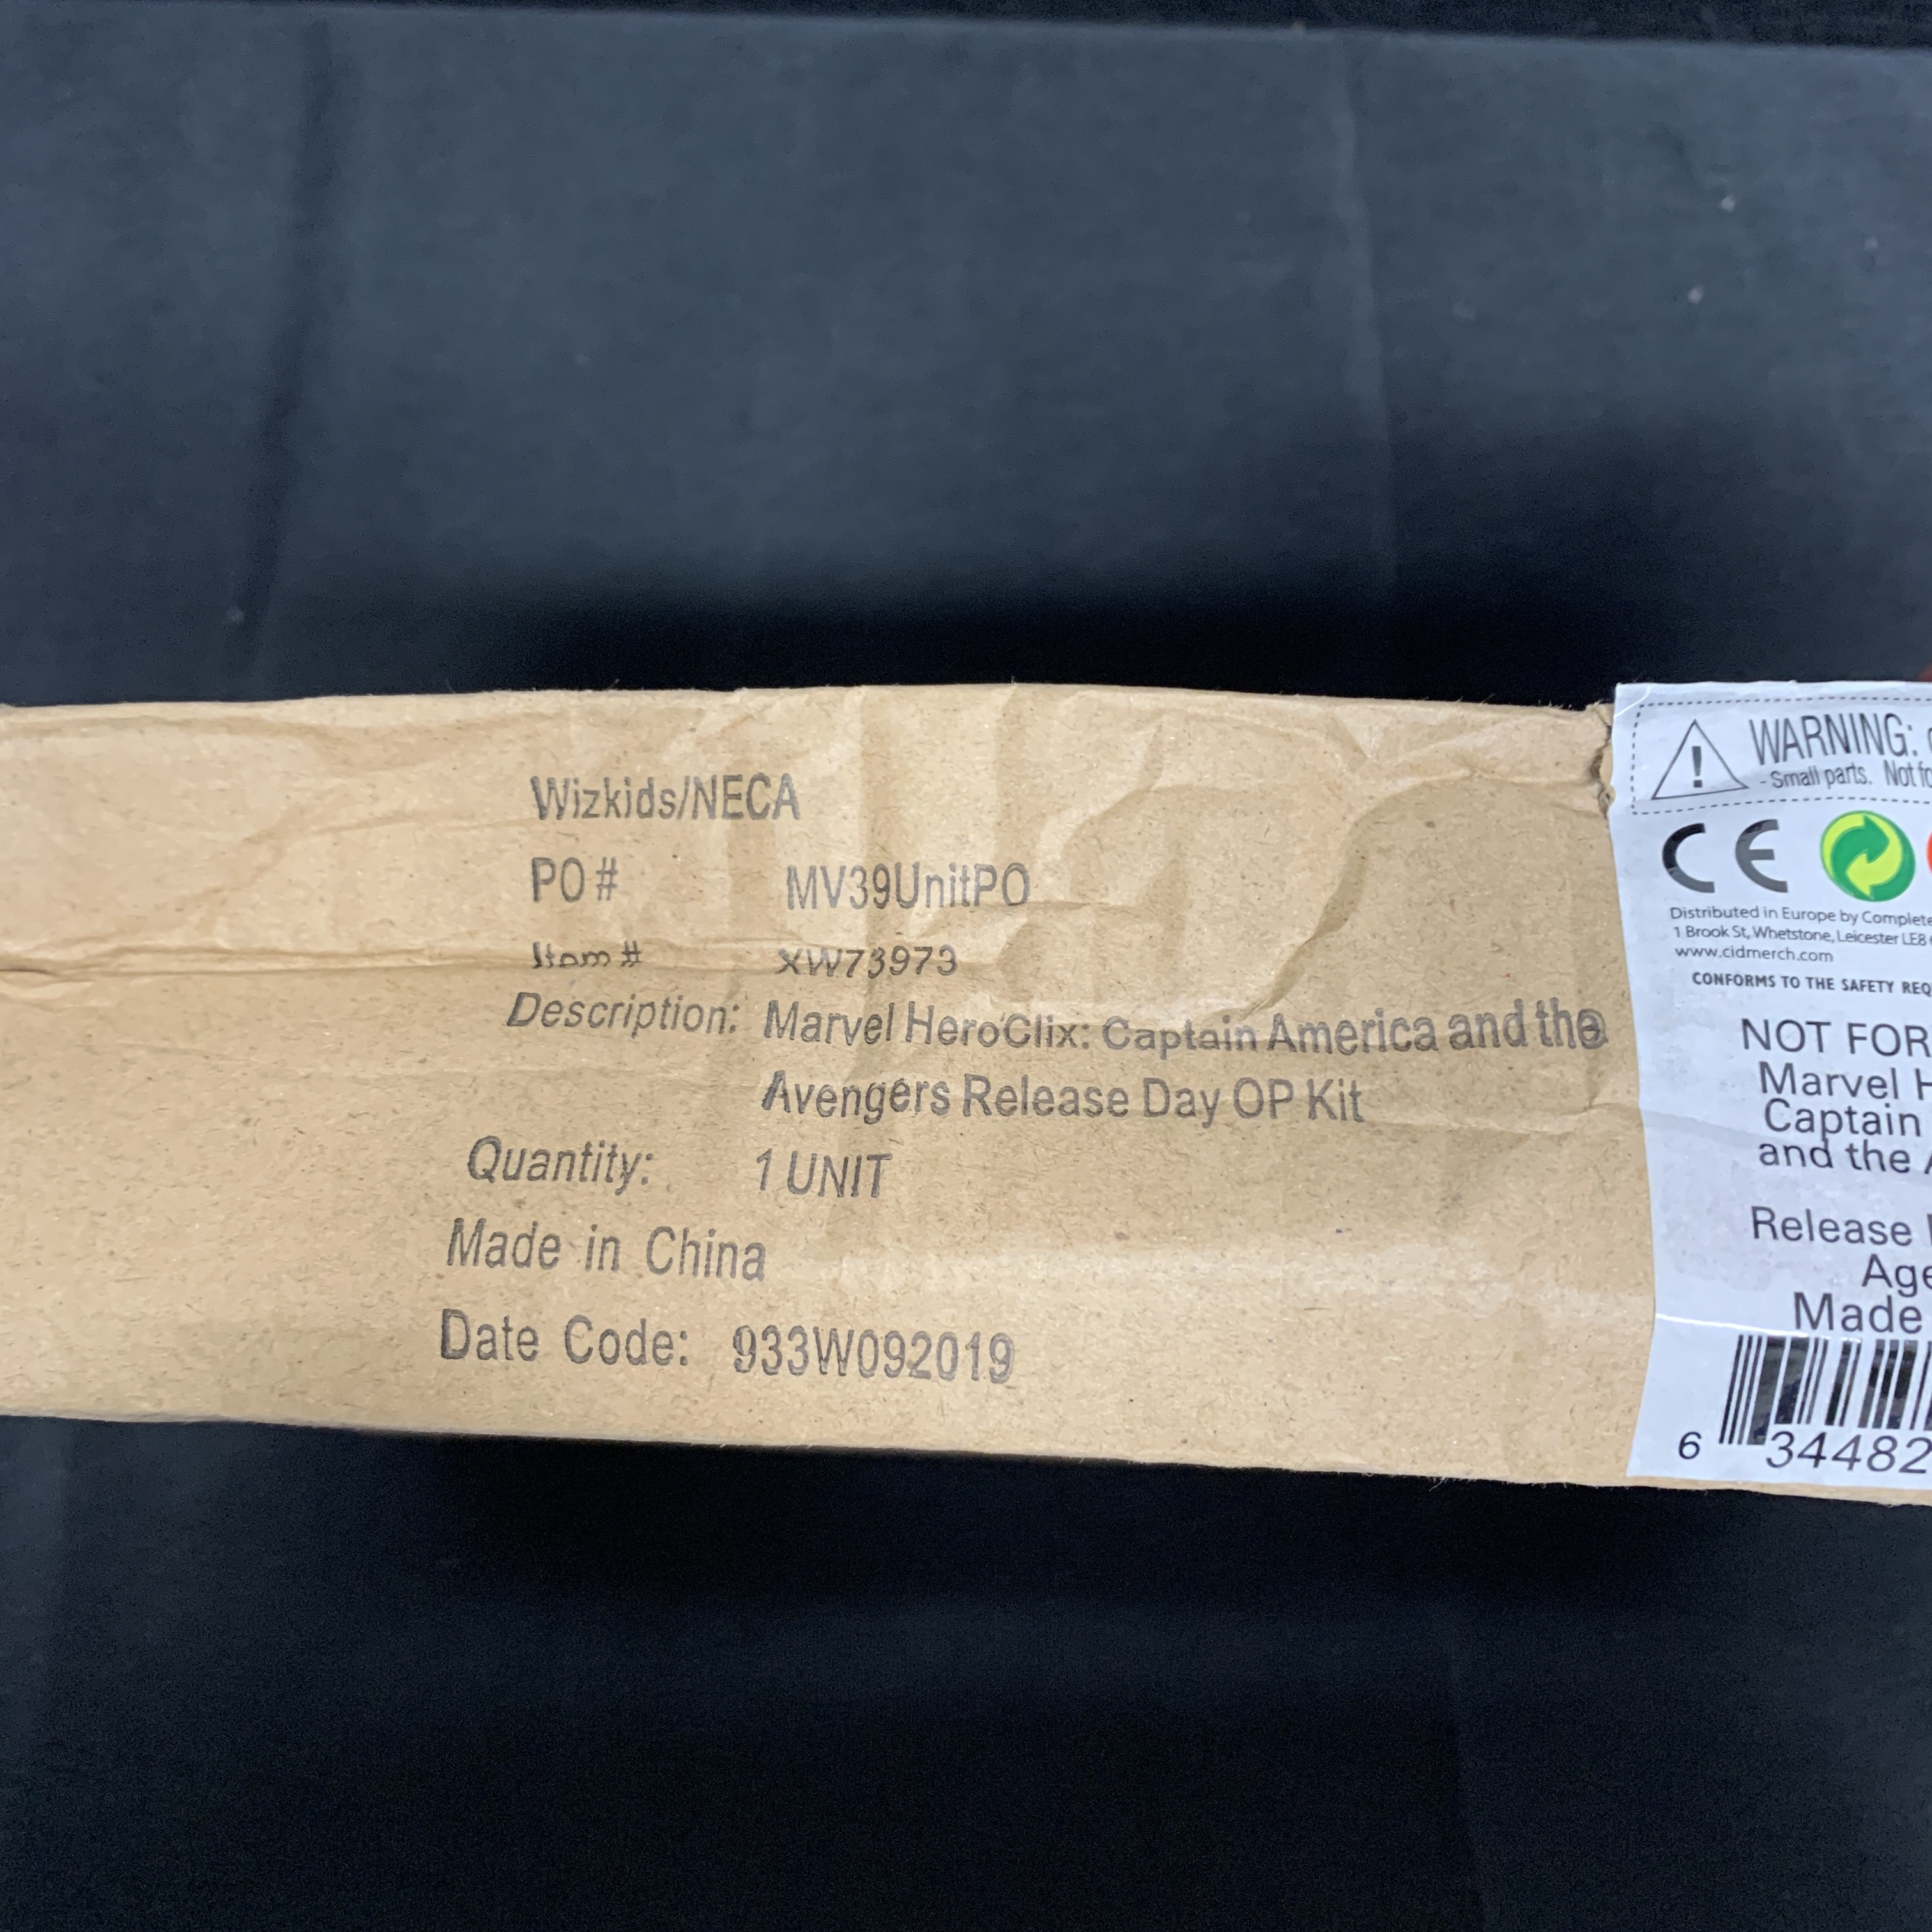 Wizkids/NECA
PO # MV39UnitPO
Item # XW73973
Description: Marvel HeroClix: Captain America and the
Avengers Release Day OP Kit
Quantity: 1 UNIT
Made in China
Date Code: 933W092019
WARNING:
- Small parts. Not
CE
Distributed in Europe by Complete
1 Brook St, Whetstone, Leicester LE8
www.cidmerch.com
CONFORMS TO THE SAFETY
NOT FOR
Marvel
Captain
and the
Release
Made
6 34482